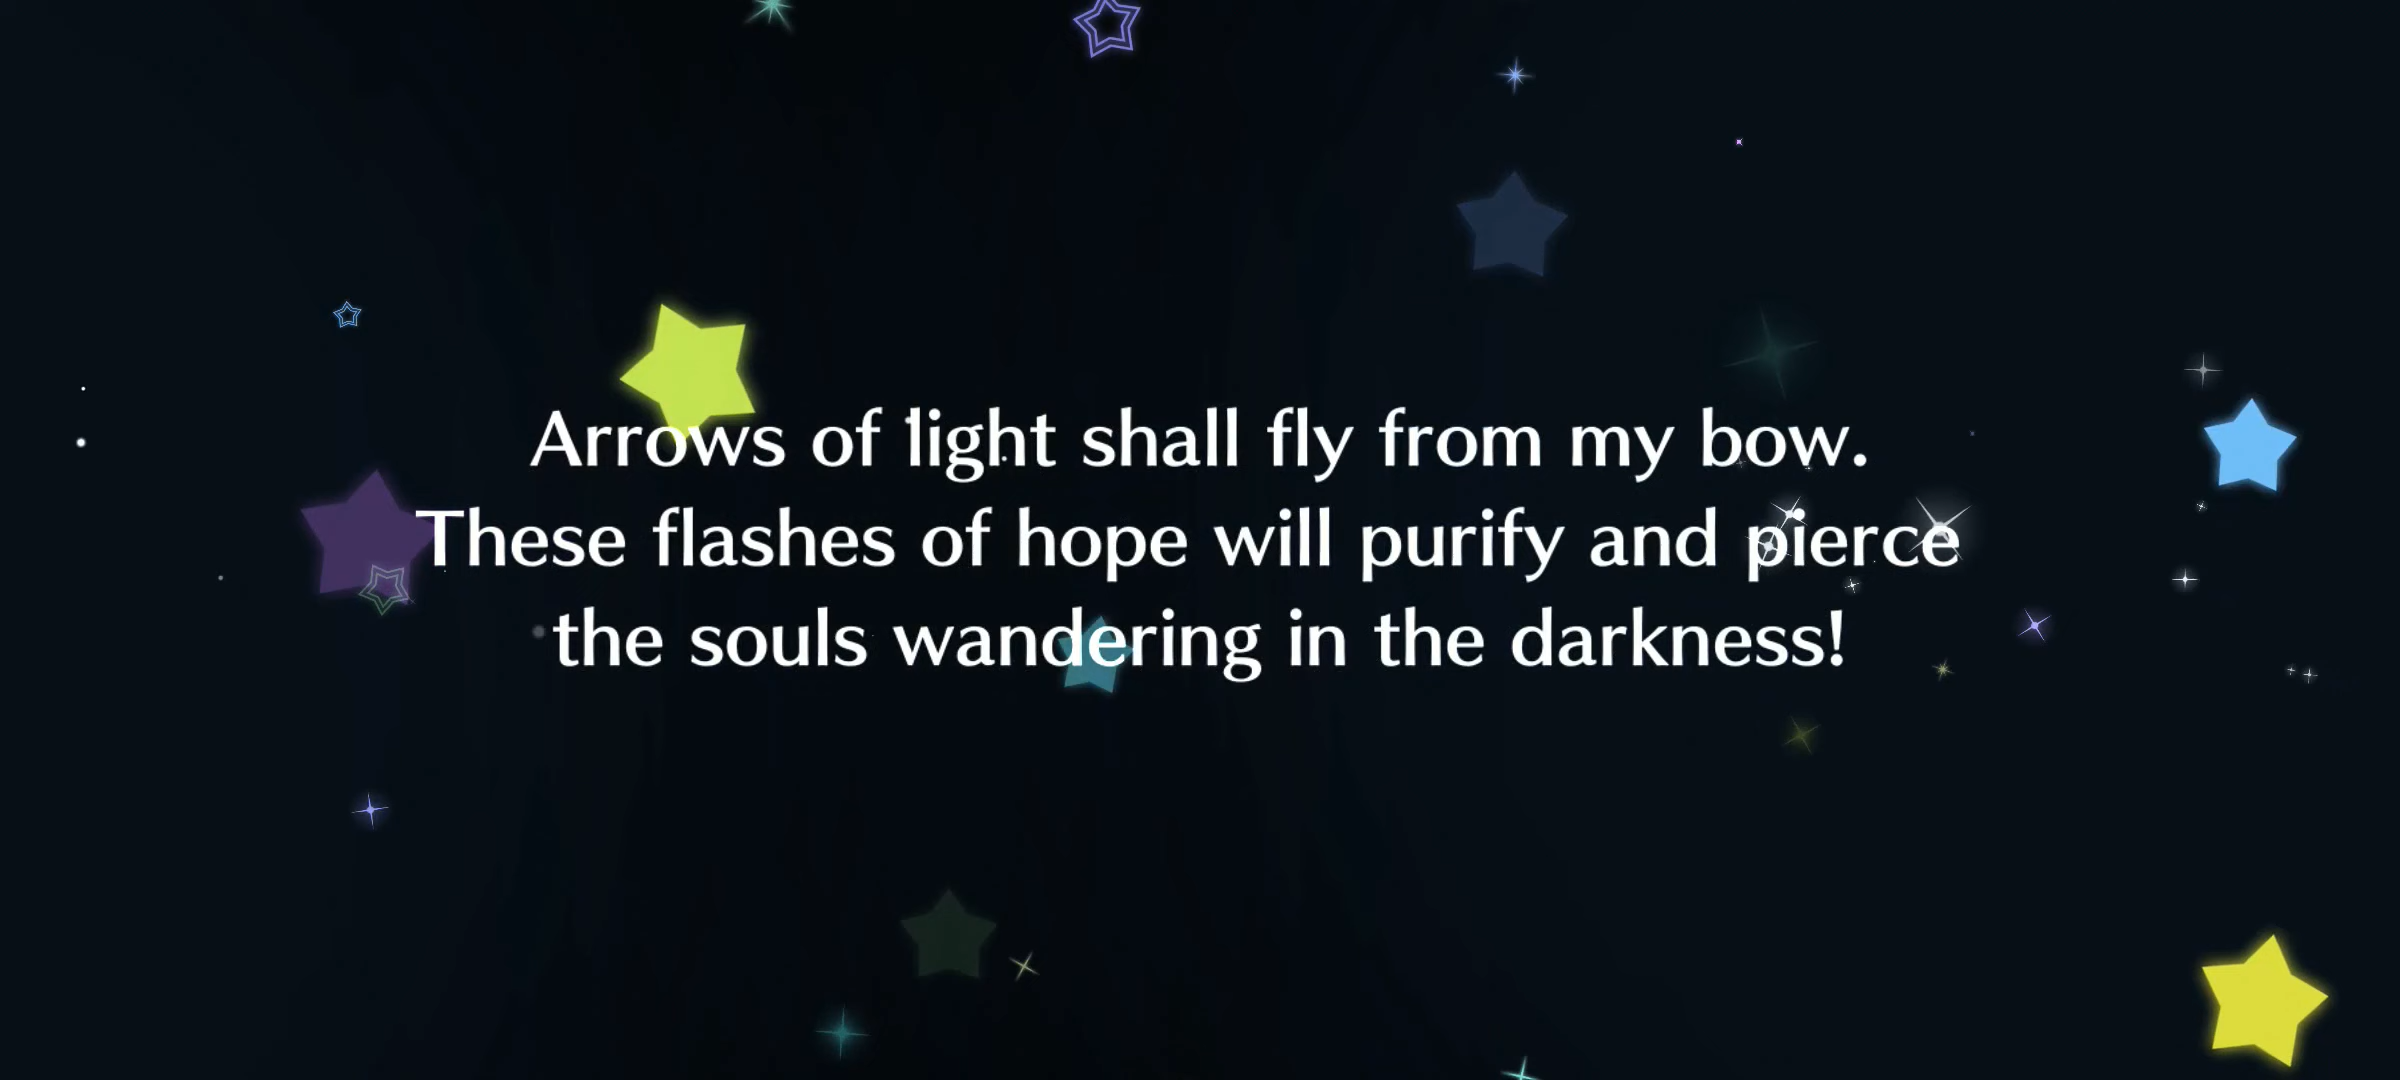 Arrows of light shall fly from my bow.
These flashes of hope will purify and pierce
the souls wandering in the darkness!